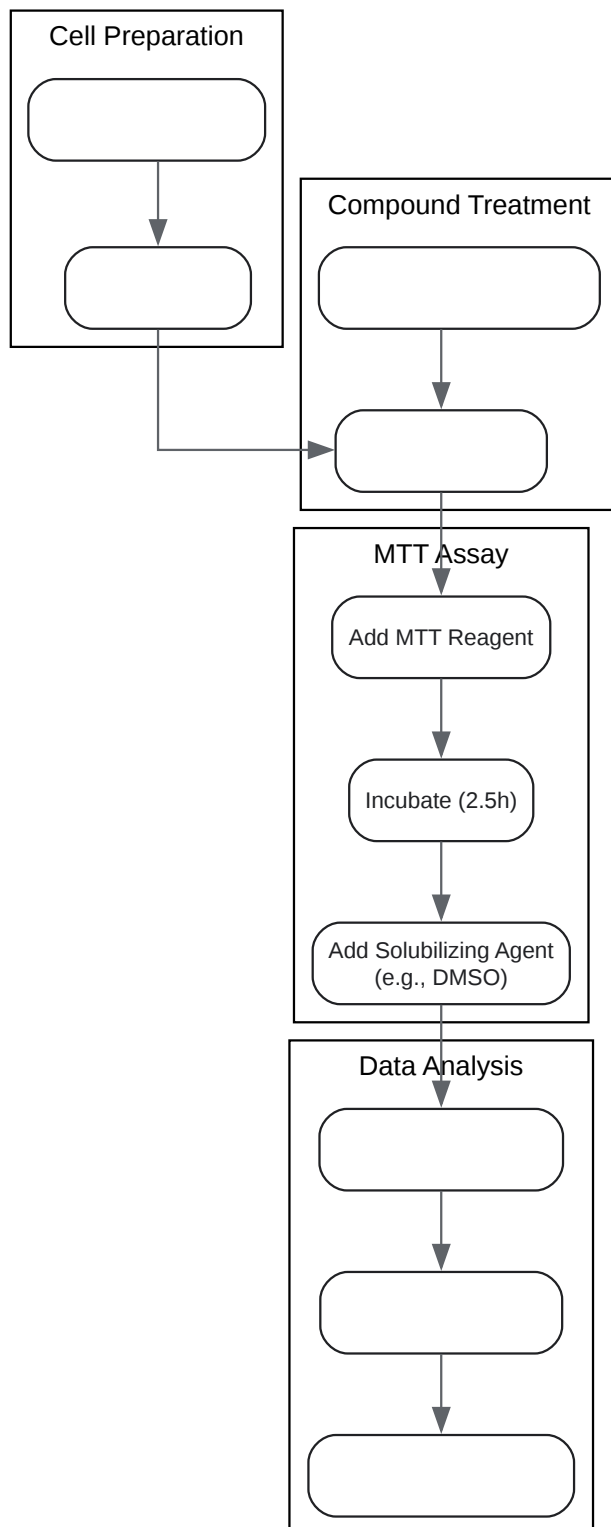 Cell Preparation
Compound Treatment
MTT Assay
Add MTT Reagent
Incubate (2.5h)
Add Solubilizing Agent
(e.g., DMSO)
Data Analysis